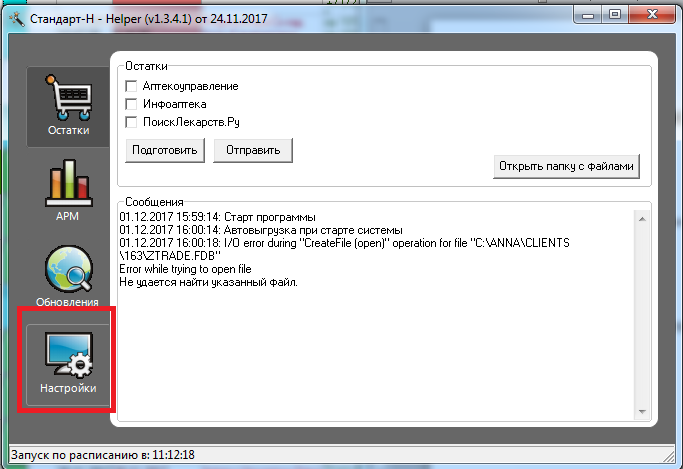 Стандарт-Н - Helper (v1.3.4.1) от 24.11.2017
Остатки
Аптекоуправление
Инфоаптека
ПоискЛекарств.Ру
Подготовить
Отправить
Открыть папку с файлами
Остатки
АРМ
Обновления
Настройки
Сообщения
01.12.2017 15:59:14: Старт программы
01.12.2017 16:00:14: Автовыгрузка при старте системы
01.12.2017 16:00:18: I/O error during "CreateFile (open)" operation for file "C:\ANNA\CLIENTS
\163\ZTRADE.FDB"
Error while trying to open file
Не удается найти указанный файл.
Запуск по расписанию в: 11:12:18